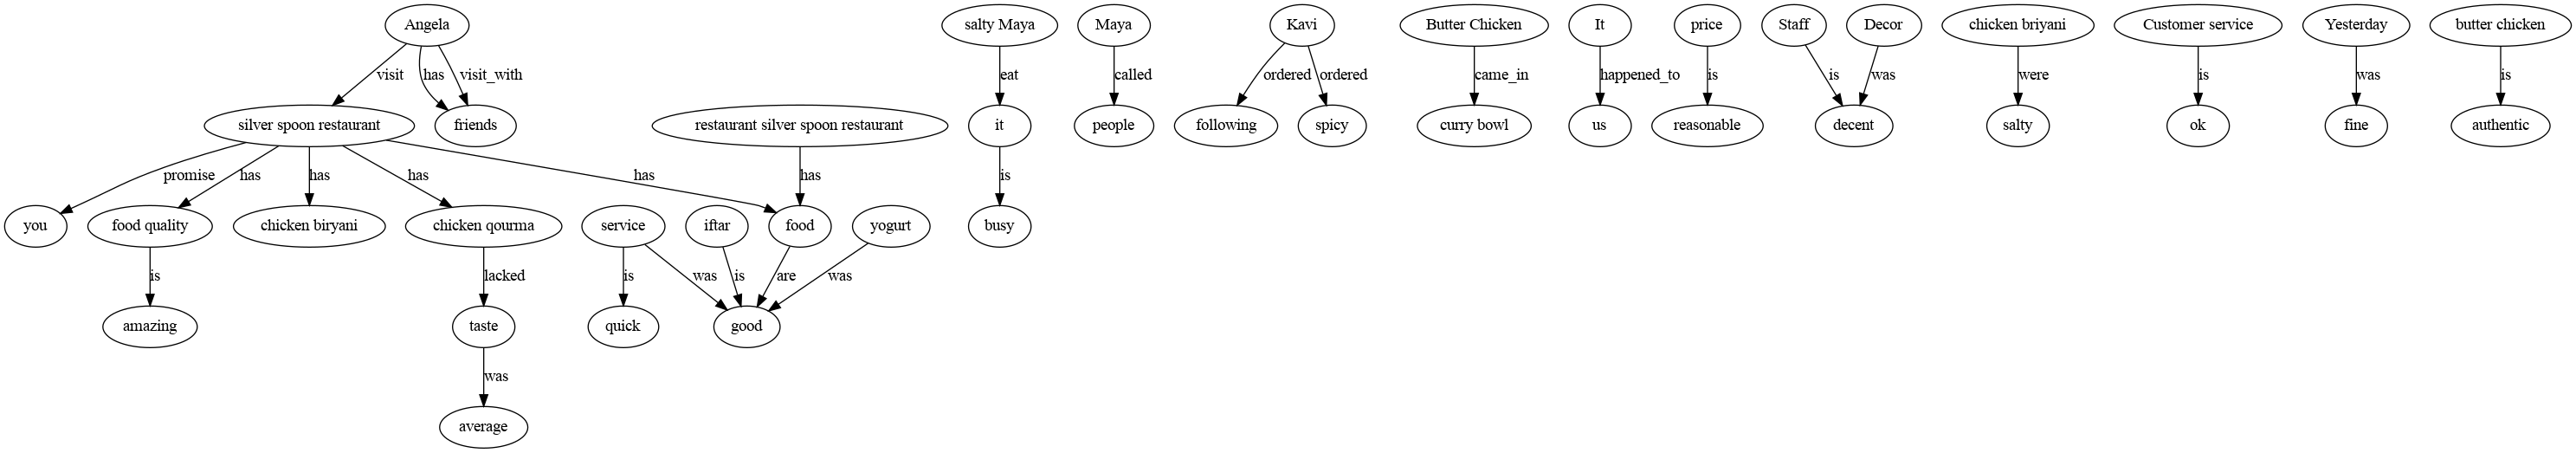 Angela
salty Maya
Maya
Kavi
Butter Chicken
It
price
Staff
Decor
chicken briyani
Customer service
Yesterday
butter chicken
visit
has
visit_with
eat
called
ordered
ordered
came_in
happened_to
is
is
was
were
is
was
is
silver spoon restaurant
friends
restaurant silver spoon restaurant
it
people
following
spicy
curry bowl
us
reasonable
decent
salty
ok
fine
authentic
promise
has
has
has
has
has
is
you
food quality
chicken biryani
chicken qourma
service
iftar
food
yogurt
busy
is
lacked
is
was
is
are
was
amazing
taste
quick
good
was
average